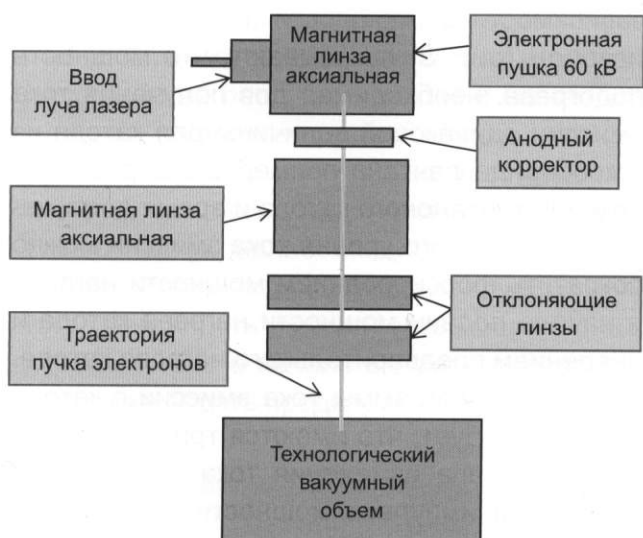 Магнитная
линза
аксиальная
Электронная
пушка 60 кВ
Ввод
луча лазера
Анодный
корректор
Магнитная линза
аксиальная
Отклоняющие
линзы
Траектория
пучка электронов
Технологический
вакуумный
объем